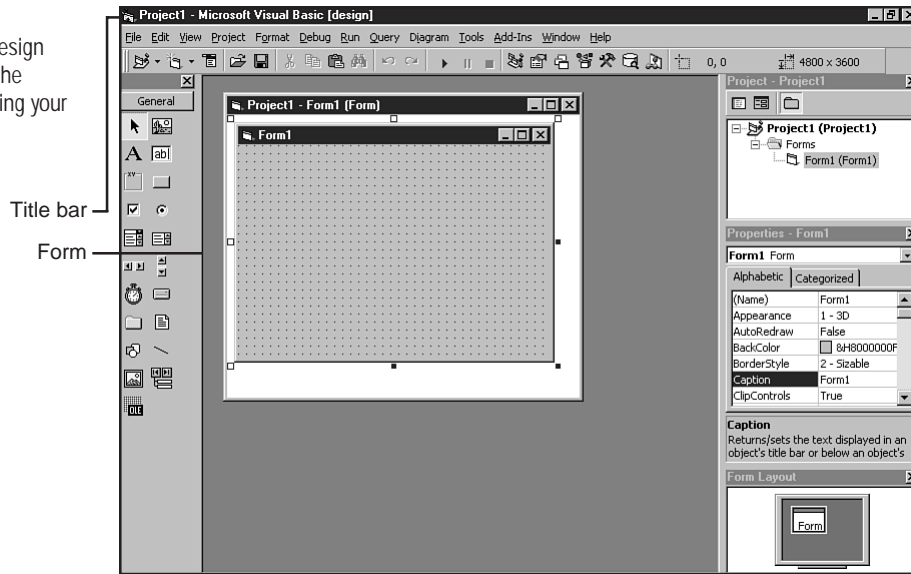 Project1 - Microsoft Visual Basic [design]
File Edit View Project Format Debug Run Query Diagram Tools Add-Ins Window Help
0, 0 4800 x 3600
esign
he
ing your
Title bar
Form
General
A ab|
XY
OLE
Project1 - Form1 (Form)
Form1
Project - Project1
Project1 (Project1)
Forms
Form1 (Form1)
Properties - Form1
Form1 Form
Alphabetic Categorized
(Name) Form1
Appearance 1 - 3D
AutoRedraw False
BackColor &H8000000F
BorderStyle 2 - Sizable
Caption Form1
ClipControls True
Caption
Returns/sets the text displayed in an
object's title bar or below an object's
Form Layout
Form